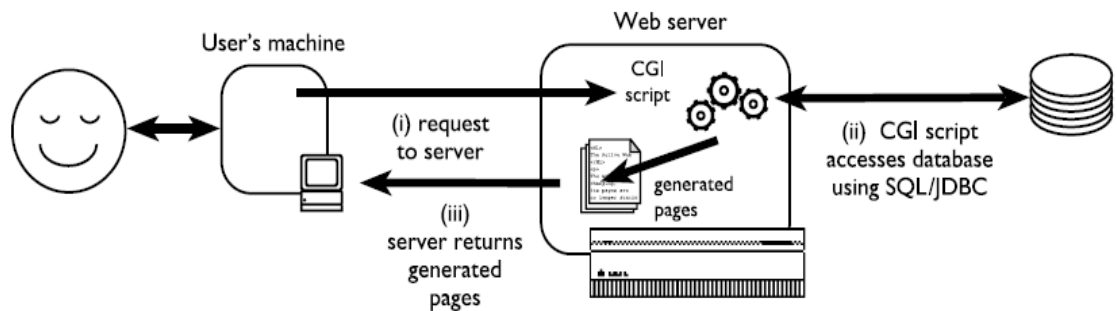 User's machine
Web server
CGI
script
(i) request
to server
(ii) CGI script
accesses database
using SQL/JDBC
generated
pages
(iii)
server returns
generated
pages